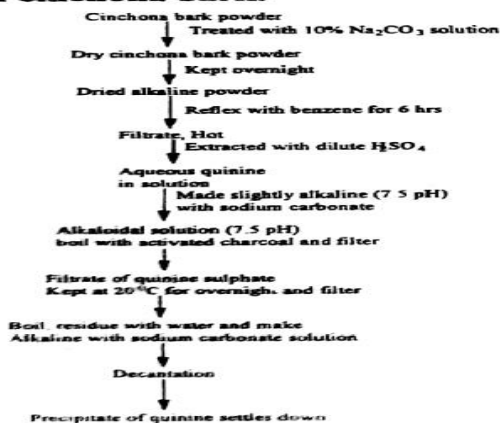 Cinchona bark powder
Treated with 10% Na₂CO₃ solution
Dry cinchona bark powder
Kept overnight
Dried alkaline powder
Reflex with benzene for 6 hrs
Filtrate, Hot
Extracted with dilute H₂SO₄
Aqueous quinine
in solution
Made slightly alkaline (7 5 pH)
with sodium carbonate
Alkaloidal solution (7.5 pH)
boil with activated charcoal and filter
Filtrate of quinine sulphate
Kept at 20°C for overnigh. and filter
Boil residue with water and make
Alkaline with sodium carbonate solution
Decantation
Precipitate of quinine settles down